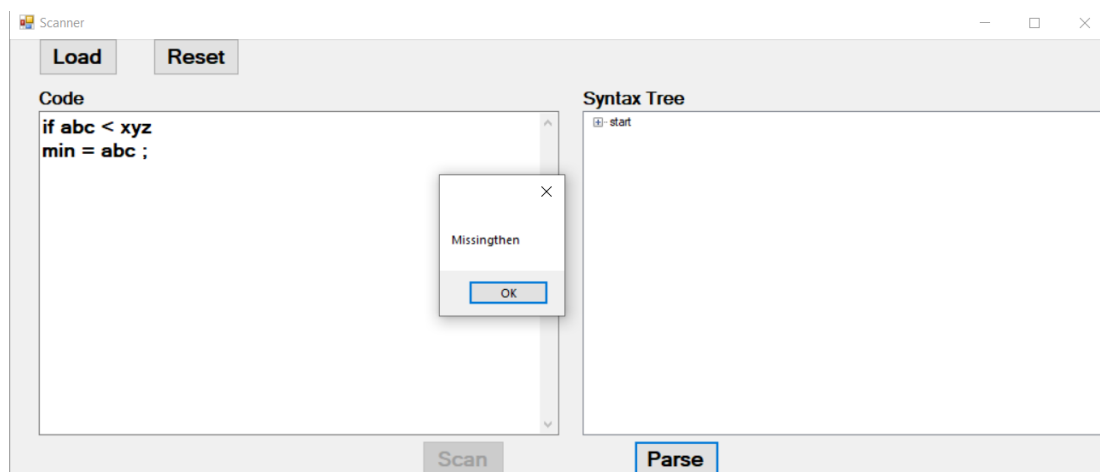 Scanner
Load Reset
Code
Syntax Tree
if abc < xyz
min = abc ;
start
Missingthen
OK
Scan
Parse